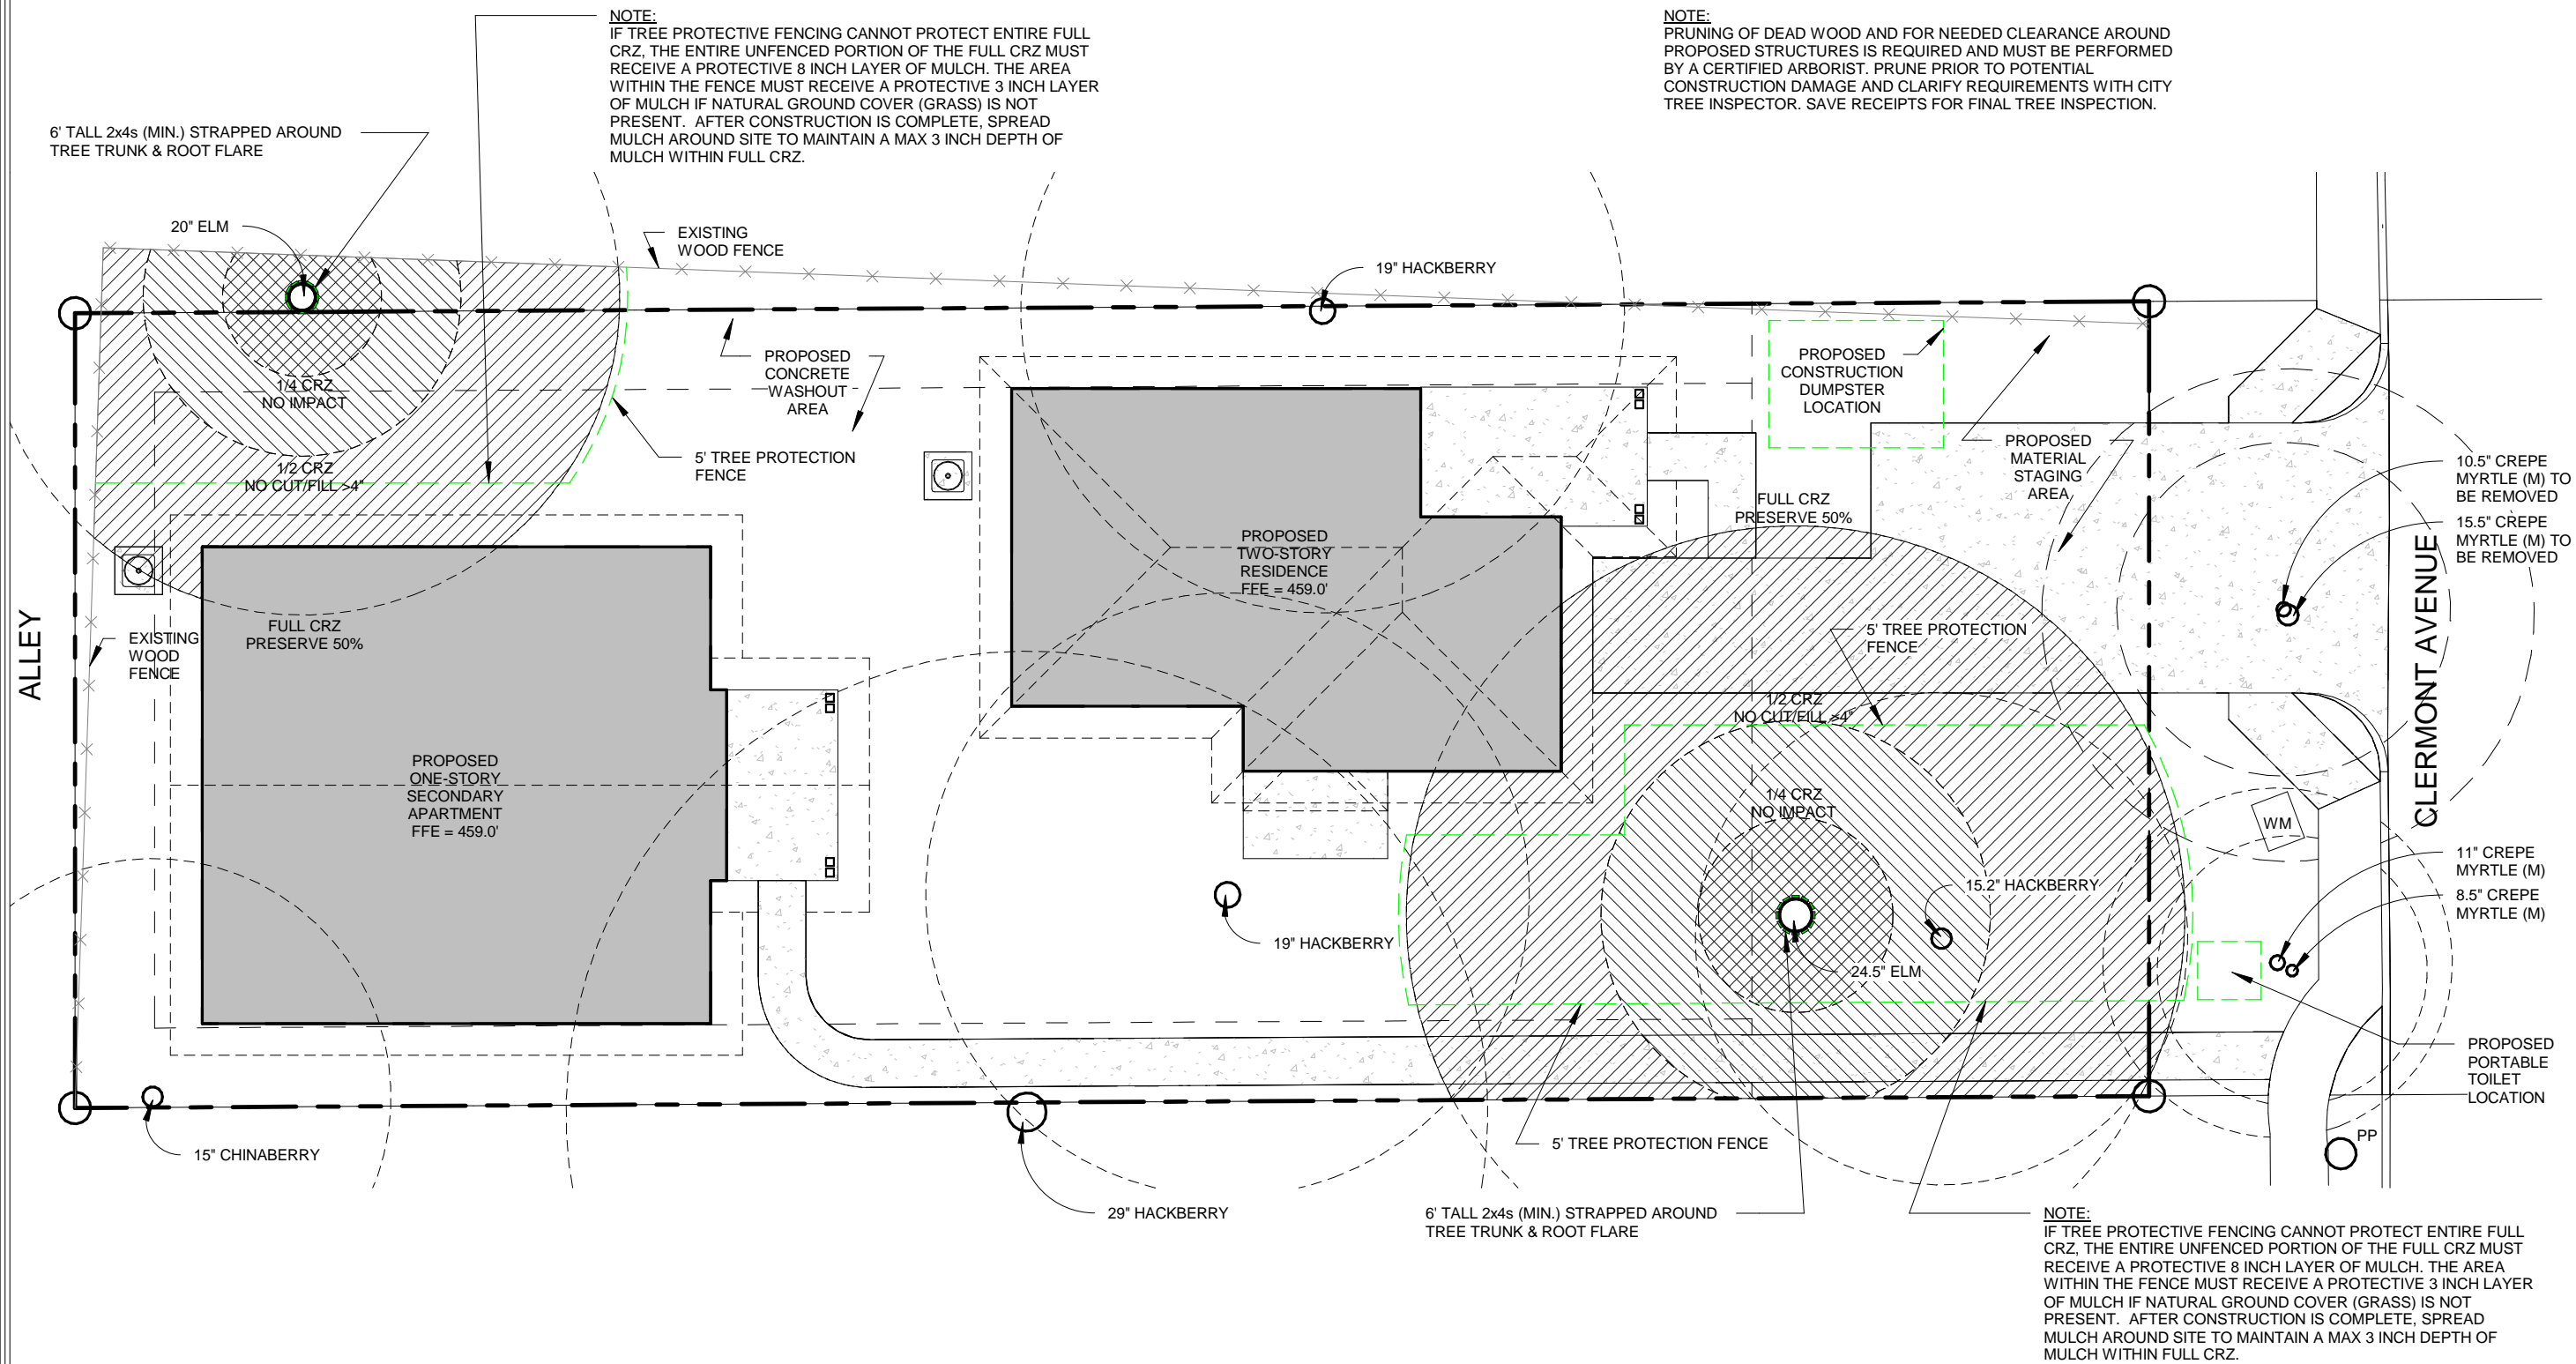 NOTE:
IF TREE PROTECTIVE FENCING CANNOT PROTECT ENTIRE FULL
CRZ, THE ENTIRE UNFENCED PORTION OF THE FULL CRZ MUST
RECEIVE A PROTECTIVE 8 INCH LAYER OF MULCH. THE AREA
WITHIN THE FENCE MUST RECEIVE A PROTECTIVE 3 INCH LAYER
OF MULCH IF NATURAL GROUND COVER (GRASS) IS NOT
PRESENT. AFTER CONSTRUCTION IS COMPLETE, SPREAD
MULCH AROUND SITE TO MAINTAIN A MAX 3 INCH DEPTH OF
MULCH WITHIN FULL CRZ.
NOTE:
PRUNING OF DEAD WOOD AND FOR NEEDED CLEARANCE AROUND
PROPOSED STRUCTURES IS REQUIRED AND MUST BE PERFORMED
BY A CERTIFIED ARBORIST. PRUNE PRIOR TO POTENTIAL
CONSTRUCTION DAMAGE AND CLARIFY REQUIREMENTS WITH CITY
TREE INSPECTOR. SAVE RECEIPTS FOR FINAL TREE INSPECTION.
6' TALL 2x4s (MIN.) STRAPPED AROUND
TREE TRUNK & ROOT FLARE
20" ELM
EXISTING
WOOD FENCE
19" HACKBERRY
PROPOSED
CONCRETE
WASHOUT
AREA
PROPOSED
CONSTRUCTION
DUMPSTER
LOCATION
1/4 CRZ
NO IMPACT
1/2 CRZ
NO CUT/FILL >4"
5' TREE PROTECTION
FENCE
PROPOSED
MATERIAL
STAGING
AREA
10.5" CREPE
MYRTLE (M) TO
BE REMOVED
15.5" CREPE
MYRTLE (M) TO
BE REMOVED
FULL CRZ
PRESERVE 50%
PROPOSED
TWO-STORY
RESIDENCE
FFE = 459.0'
ALLEY
EXISTING
WOOD
FENCE
FULL CRZ
PRESERVE 50%
5' TREE PROTECTION
FENCE
CLERMONT AVENUE
1/2 CRZ
NO CUT/FILL >4"
PROPOSED
ONE-STORY
SECONDARY
APARTMENT
FFE = 459.0'
1/4 CRZ
NO IMPACT
WM
11" CREPE
MYRTLE (M)
8.5" CREPE
MYRTLE (M)
15.2" HACKBERRY
19" HACKBERRY
24.5" ELM
PROPOSED
PORTABLE
TOILET
LOCATION
PP
15" CHINABERRY
5' TREE PROTECTION FENCE
29" HACKBERRY
6' TALL 2x4s (MIN.) STRAPPED AROUND
TREE TRUNK & ROOT FLARE
NOTE:
IF TREE PROTECTIVE FENCING CANNOT PROTECT ENTIRE FULL
CRZ, THE ENTIRE UNFENCED PORTION OF THE FULL CRZ MUST
RECEIVE A PROTECTIVE 8 INCH LAYER OF MULCH. THE AREA
WITHIN THE FENCE MUST RECEIVE A PROTECTIVE 3 INCH LAYER
OF MULCH IF NATURAL GROUND COVER (GRASS) IS NOT
PRESENT. AFTER CONSTRUCTION IS COMPLETE, SPREAD
MULCH AROUND SITE TO MAINTAIN A MAX 3 INCH DEPTH OF
MULCH WITHIN FULL CRZ.